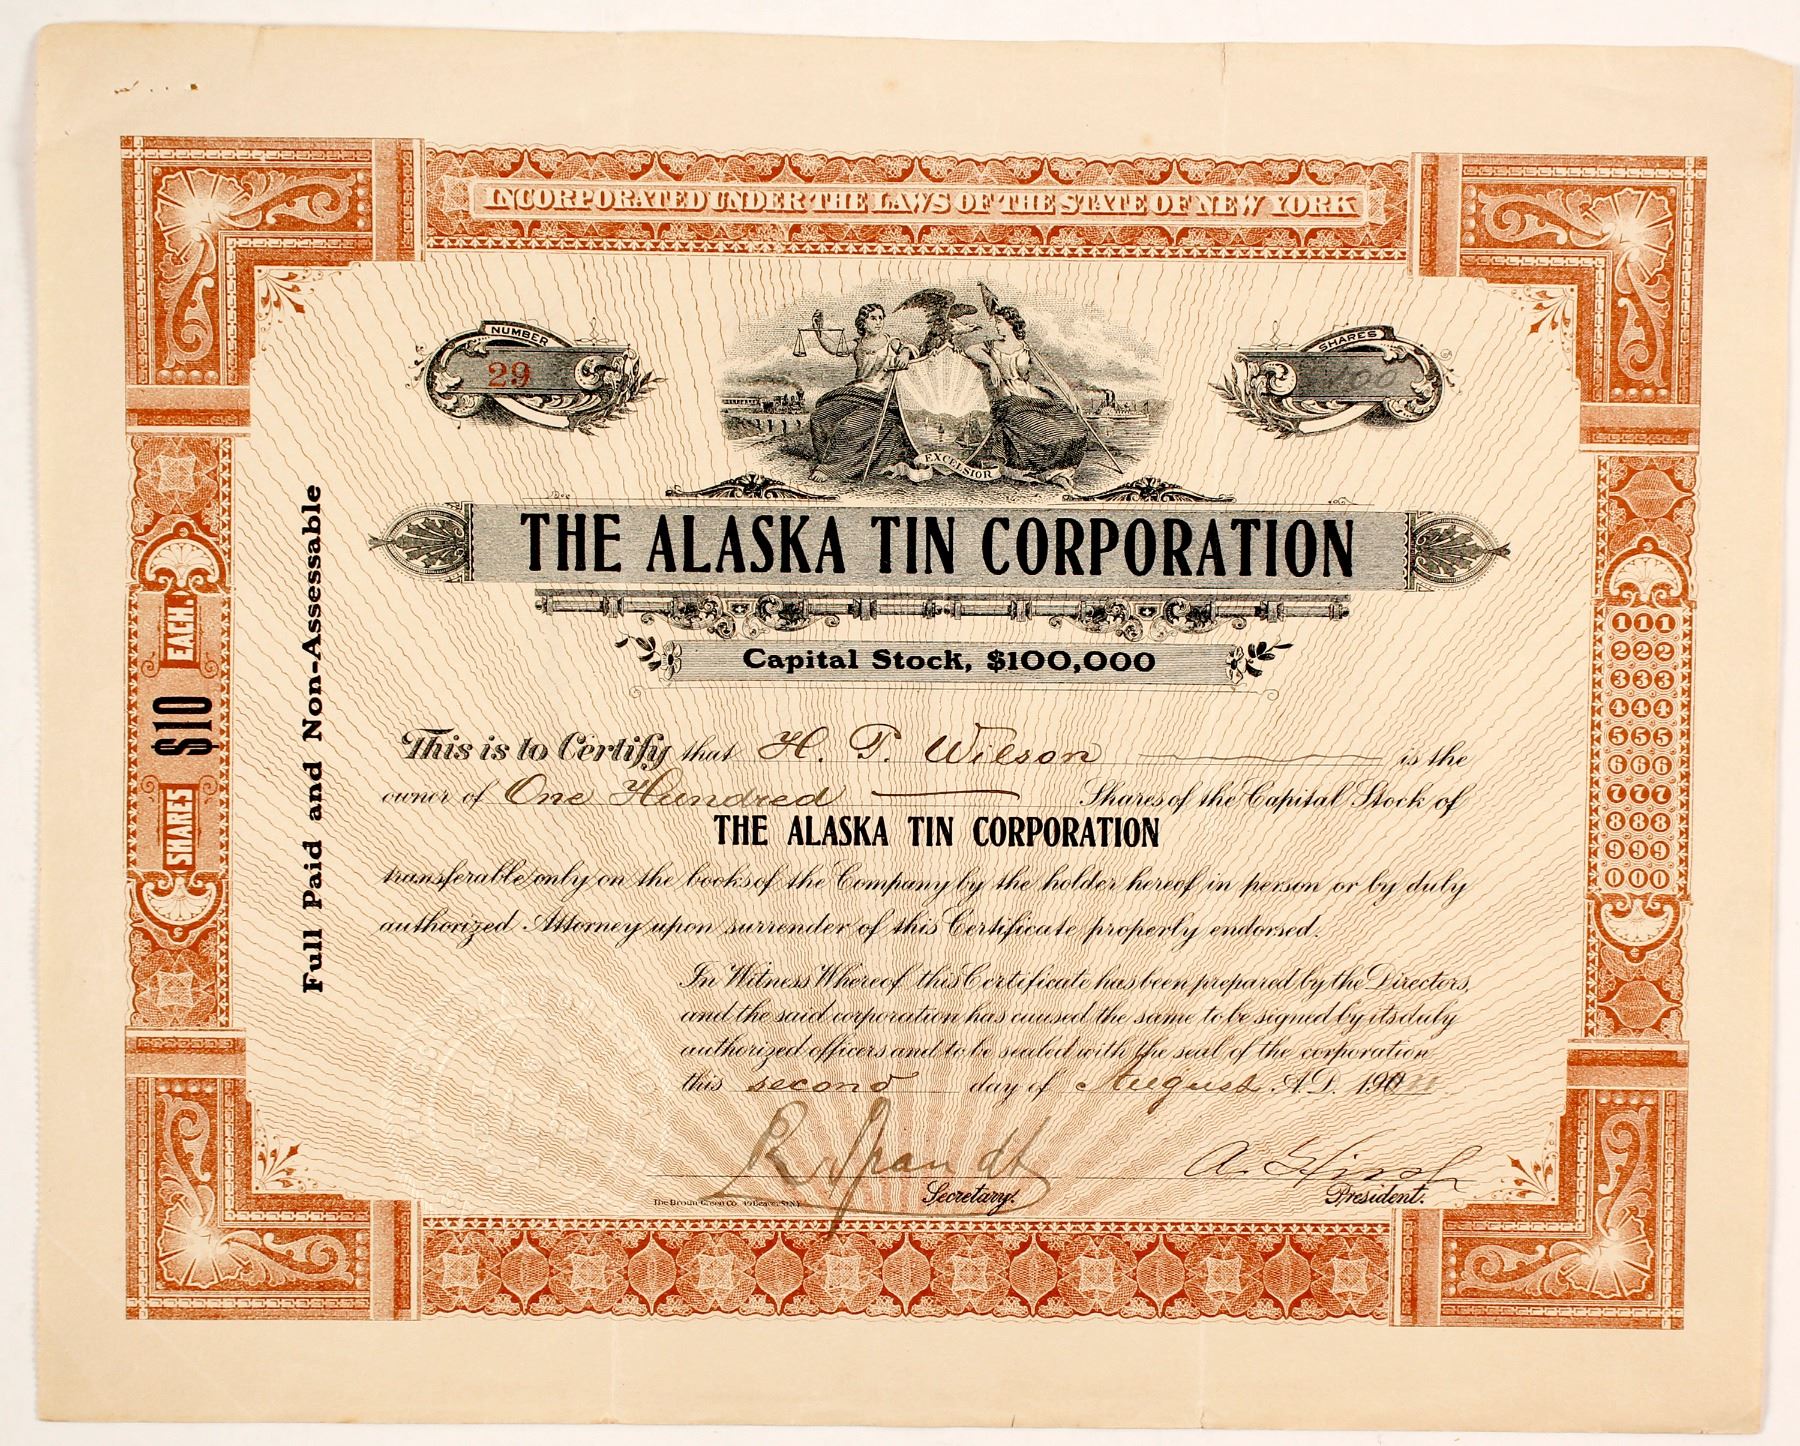 INCORPORATED UNDER THE LAWS OF THE STATE OF NEW YORK
NUMBER
29
SHARES
100
EXCELSIOR
THE ALASKA TIN CORPORATION
Capital Stock, $100,000
Full Paid and Non-Assessable
SHARES $10 EACH.
111
222
333
444
555
666
777
888
999
000
This is to Certify that H. P. Wilson is the
owner of One Hundred Shares of the Capital Stock of
THE ALASKA TIN CORPORATION
transferable only on the books of the Company by the holder hereof in person or by duly
authorized Attorney upon surrender of this Certificate properly endorsed.
In Witness Whereof this Certificate has been prepared by the Directors,
and the said corporation has caused the same to be signed by its duly
authorized officers and to be sealed with the seal of the corporation
this second day of August A.D. 190
Secretary.
President.